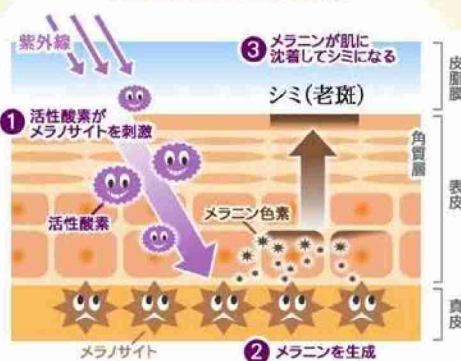 紫外線
❸ メラニンが肌に
沈着してシミになる
シミ(老斑)
皮脂膜
❶ 活性酸素が
メラノサイトを刺激
角質層
表皮
活性酸素
メラニン色素
真皮
メラノサイト
❷ メラニンを生成